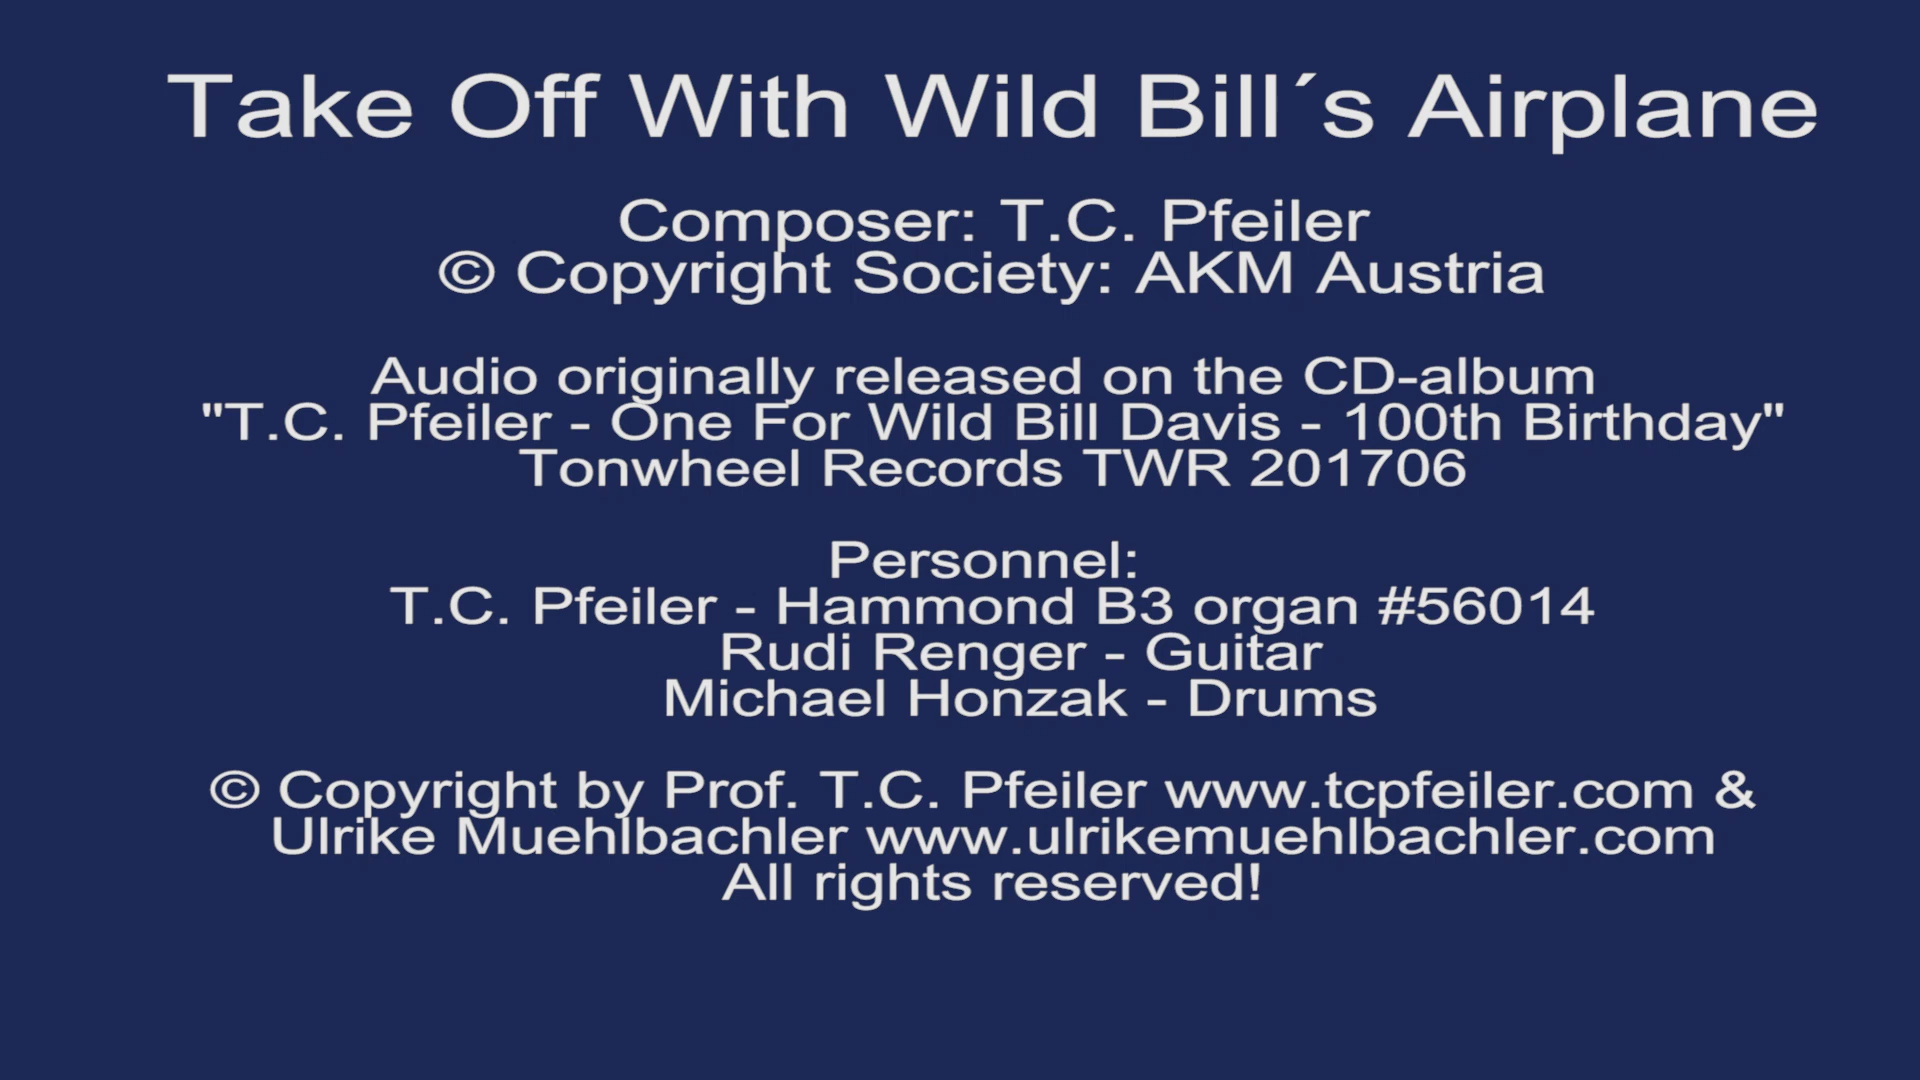 Take Off With Wild Bill´s Airplane
Composer: T.C. Pfeiler
© Copyright Society: AKM Austria
Audio originally released on the CD-album
"T.C. Pfeiler - One For Wild Bill Davis - 100th Birthday"
Tonwheel Records TWR 201706
Personnel:
T.C. Pfeiler - Hammond B3 organ #56014
Rudi Renger - Guitar
Michael Honzak - Drums
© Copyright by Prof. T.C. Pfeiler www.tcpfeiler.com &
Ulrike Muehlbachler www.ulrikemuehlbachler.com
All rights reserved!